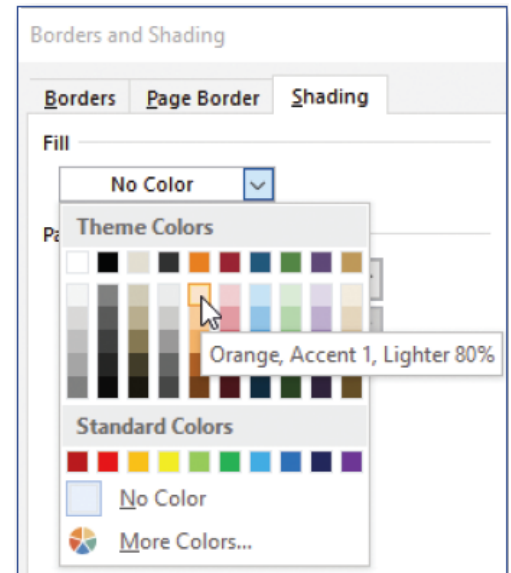 Borders and Shading
Borders Page Border Shading
Fill
No Color
Theme Colors
Orange, Accent 1, Lighter 80%
Standard Colors
No Color
More Colors...